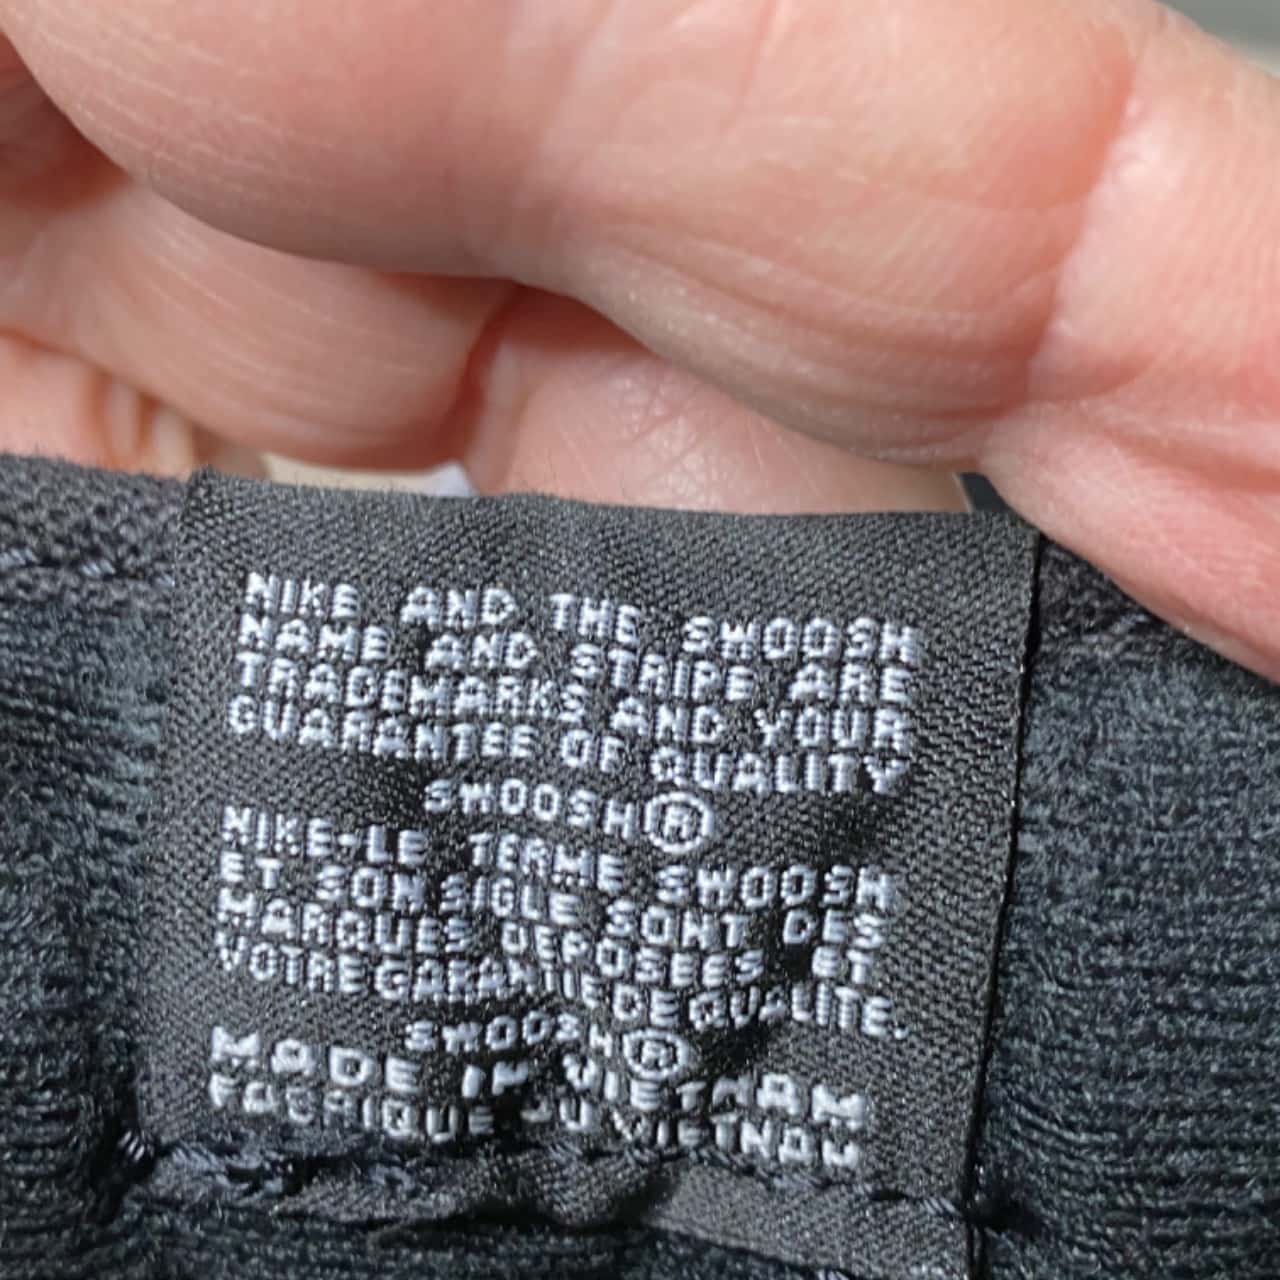 NIKE AND THE SWOOSH
NAME AND STRIPE ARE
TRADEMARKS AND YOUR
GUARANTEE OF QUALITY
SWOOSH®
NIKE-LE TERME SWOOSH
ET SON SIGLE SONT DES
MARQUES DEPOSEES ET
VOTRE GARANTIE DE QUALITE.
SWOOSH®
MADE IN VIETNAM
FABRIQUE AU VIETNAM